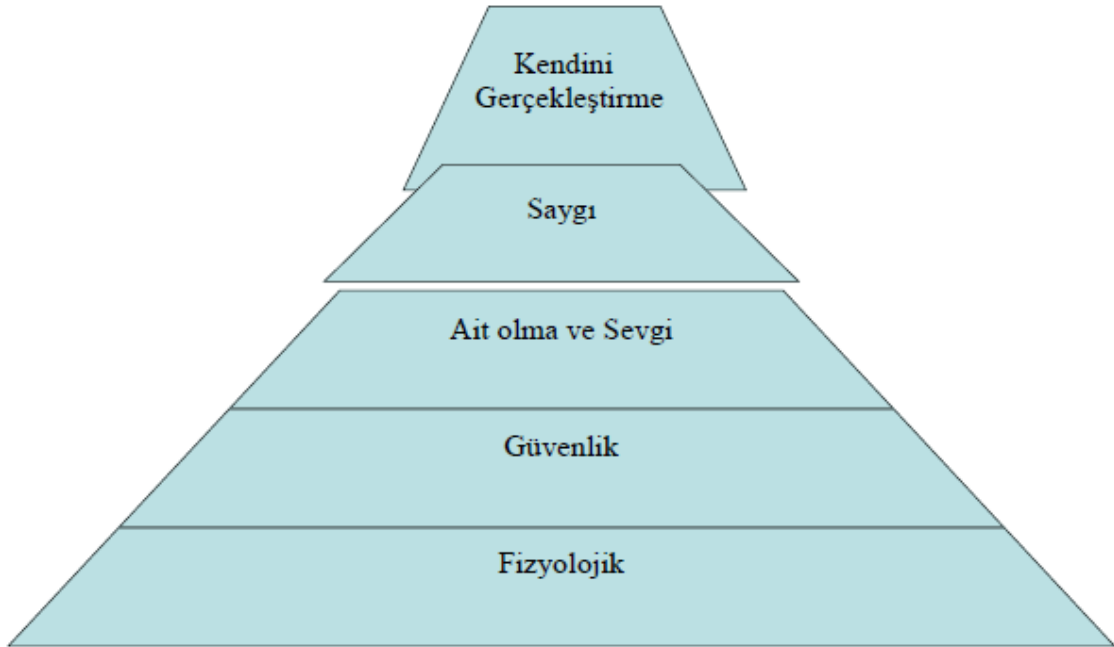 Kendini
Gerçekleştirme
Saygı
Ait olma ve Sevgi
Güvenlik
Fizyolojik